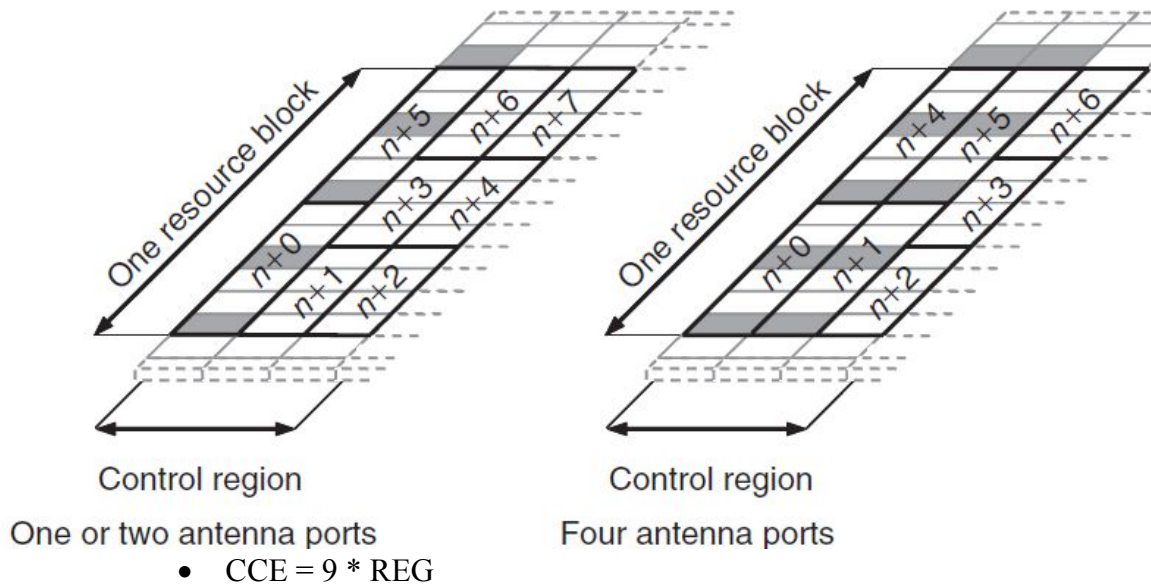 One resource block
n+0
n+1
n+2
n+3
n+4
n+5
n+6
n+7
Control region
One or two antenna ports
One resource block
n+0
n+1
n+2
n+3
n+4
n+5
n+6
Control region
Four antenna ports
• CCE = 9 * REG